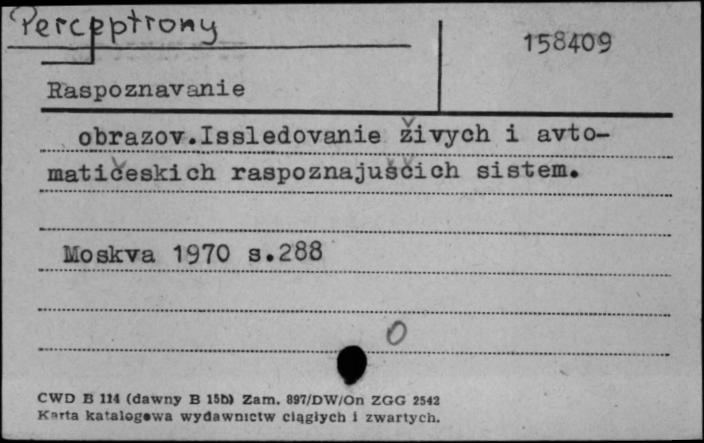 Perceptrony
158409
Raspoznavanie
obrazov.Issledovanie živych i avto-
matičeskich raspoznajuščich sistem.
Moskva 1970 s.288
0
CWD B 114 (dawny B 15b) Zam. 897/DW/On ZGG 2542
Karta katalogowa wydawnictw ciągłych i zwartych.